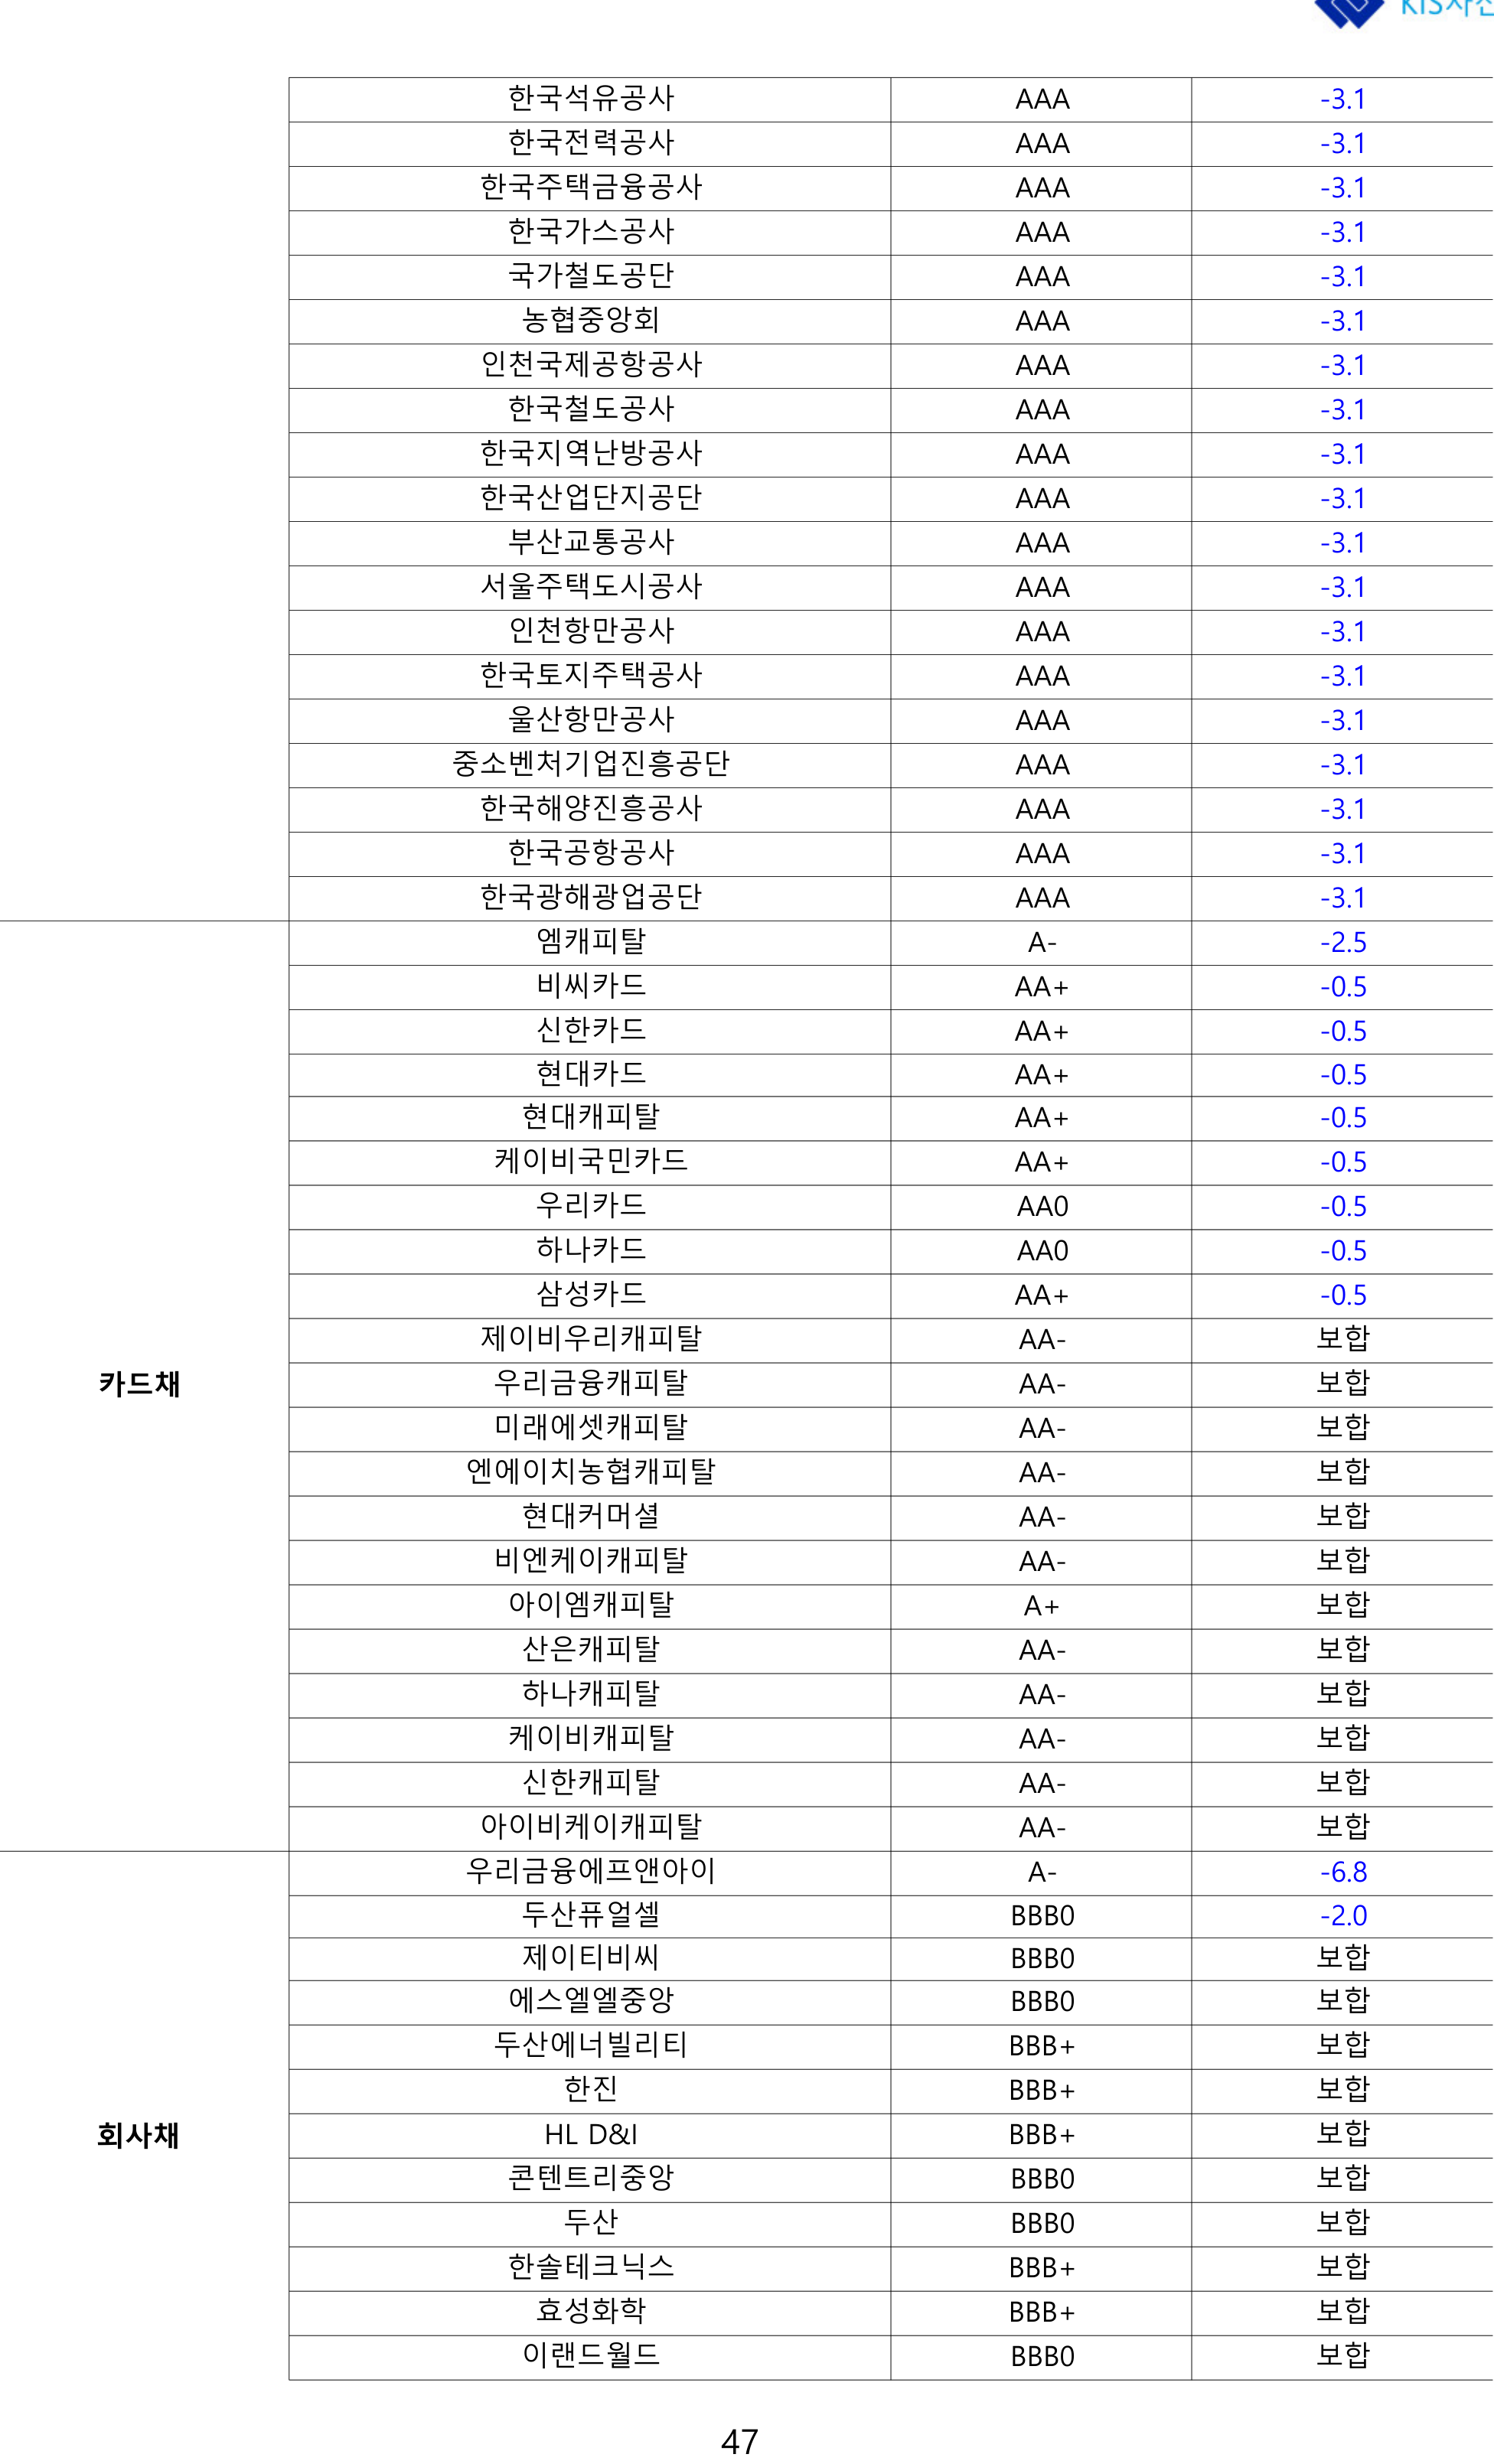 KIS자산
한국석유공사 AAA -3.1
한국전력공사 AAA -3.1
한국주택금융공사 AAA -3.1
한국가스공사 AAA -3.1
국가철도공단 AAA -3.1
농협중앙회 AAA -3.1
인천국제공항공사 AAA -3.1
한국철도공사 AAA -3.1
한국지역난방공사 AAA -3.1
한국산업단지공단 AAA -3.1
부산교통공사 AAA -3.1
서울주택도시공사 AAA -3.1
인천항만공사 AAA -3.1
한국토지주택공사 AAA -3.1
울산항만공사 AAA -3.1
중소벤처기업진흥공단 AAA -3.1
한국해양진흥공사 AAA -3.1
한국공항공사 AAA -3.1
한국광해광업공단 AAA -3.1
엠캐피탈 A- -2.5
비씨카드 AA+ -0.5
신한카드 AA+ -0.5
현대카드 AA+ -0.5
현대캐피탈 AA+ -0.5
케이비국민카드 AA+ -0.5
우리카드 AA0 -0.5
하나카드 AA0 -0.5
삼성카드 AA+ -0.5
제이비우리캐피탈 AA- 보합
카드채 우리금융캐피탈 AA- 보합
미래에셋캐피탈 AA- 보합
엔에이치농협캐피탈 AA- 보합
현대커머셜 AA- 보합
비엔케이캐피탈 AA- 보합
아이엠캐피탈 A+ 보합
산은캐피탈 AA- 보합
하나캐피탈 AA- 보합
케이비캐피탈 AA- 보합
신한캐피탈 AA- 보합
아이비케이캐피탈 AA- 보합
우리금융에프앤아이 A- -6.8
두산퓨얼셀 BBB0 -2.0
제이티비씨 BBB0 보합
에스엘엘중앙 BBB0 보합
두산에너빌리티 BBB+ 보합
한진 BBB+ 보합
회사채 HL D&I BBB+ 보합
콘텐트리중앙 BBB0 보합
두산 BBB0 보합
한솔테크닉스 BBB+ 보합
효성화학 BBB+ 보합
이랜드월드 BBB0 보합
47